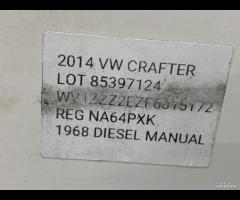 2014 VW CRAFTER
LOT 85397124
REG NA64PXK
1968 DIESEL MANUAL